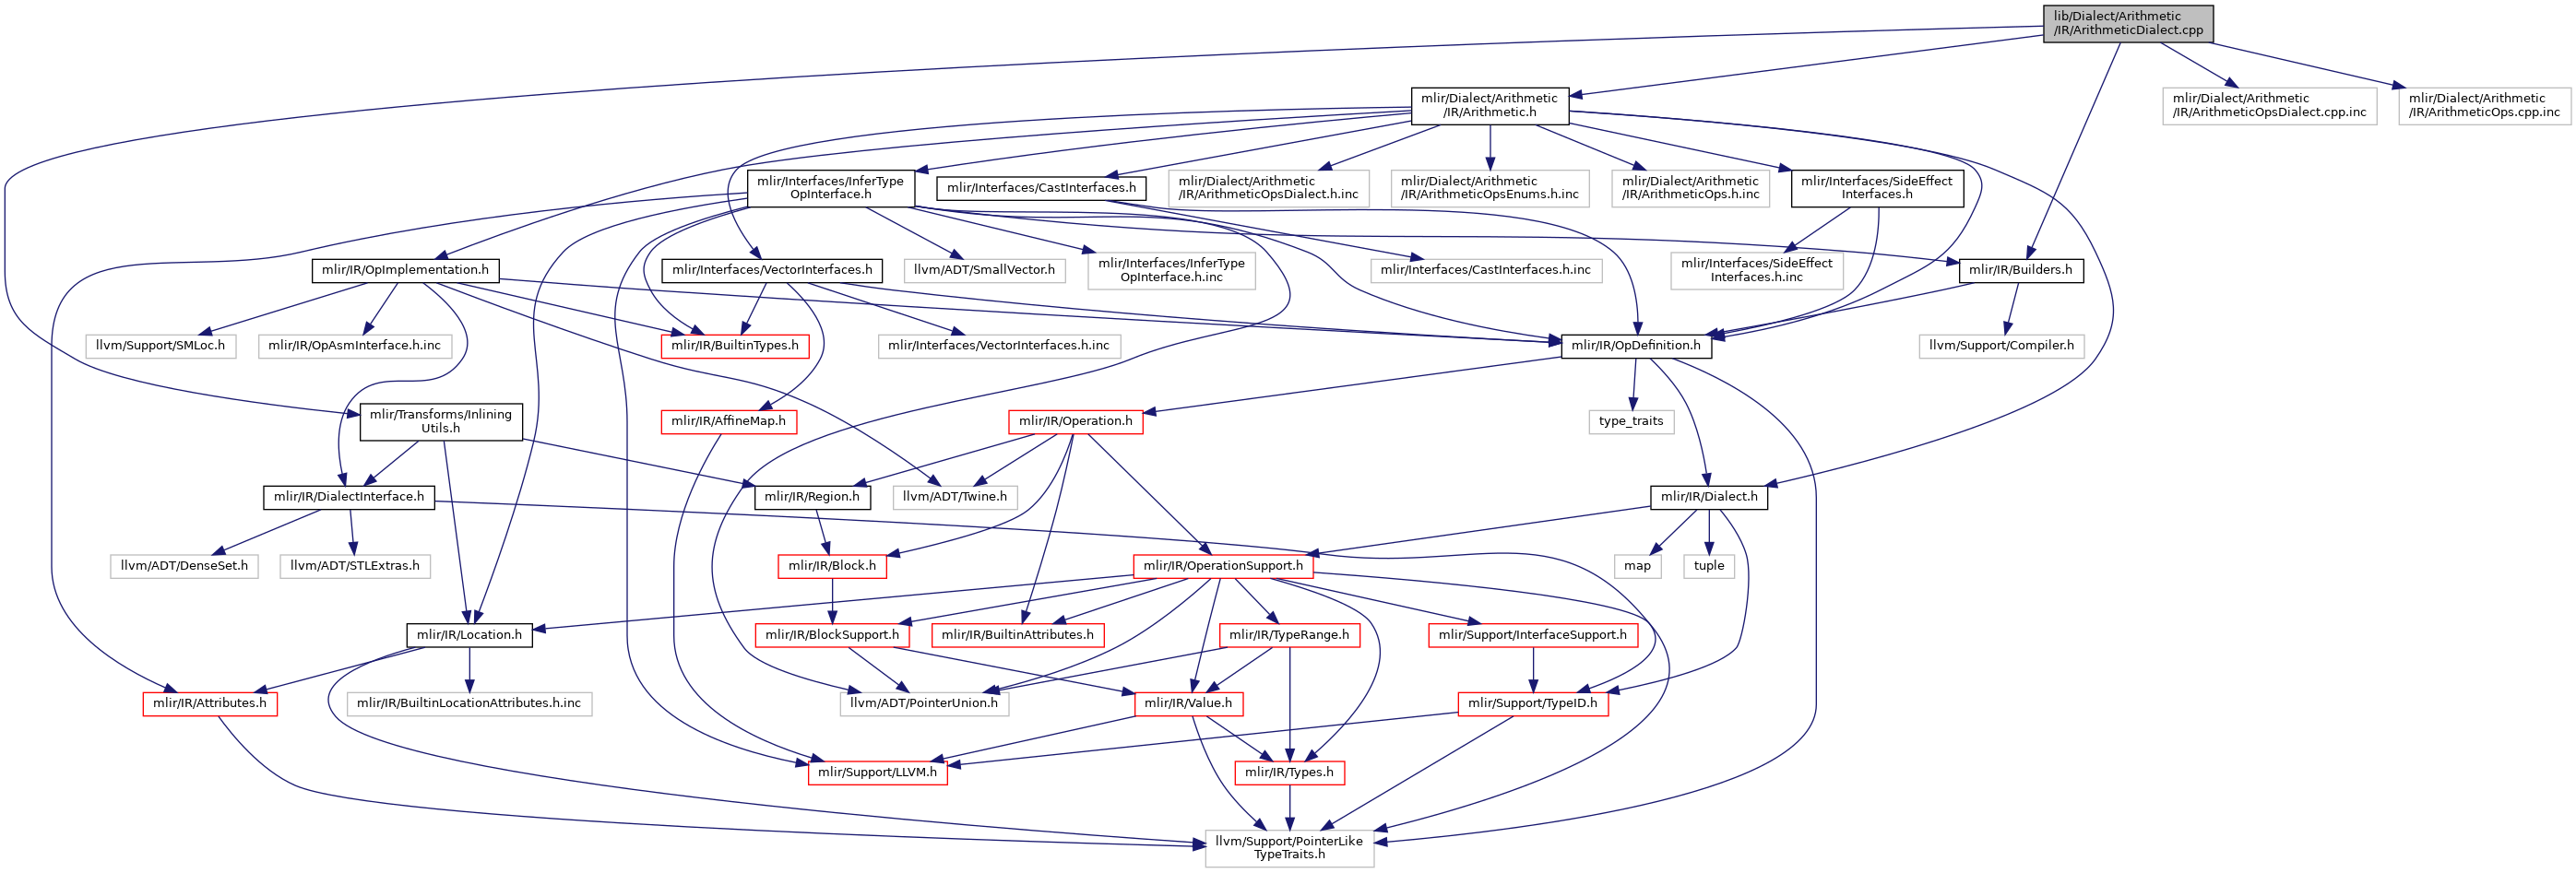 lib/Dialect/Arithmetic
/IR/ArithmeticDialect.cpp
mlir/Dialect/Arithmetic
/IR/Arithmetic.h
mlir/Dialect/Arithmetic
/IR/ArithmeticOpsDialect.cpp.inc
mlir/Dialect/Arithmetic
/IR/ArithmeticOps.cpp.inc
mlir/Interfaces/InferType
OpInterface.h
mlir/Interfaces/CastInterfaces.h
mlir/Dialect/Arithmetic
/IR/ArithmeticOpsDialect.h.inc
mlir/Dialect/Arithmetic
/IR/ArithmeticOpsEnums.h.inc
mlir/Dialect/Arithmetic
/IR/ArithmeticOps.h.inc
mlir/Interfaces/SideEffect
Interfaces.h
mlir/IR/OpImplementation.h
mlir/Interfaces/VectorInterfaces.h
llvm/ADT/SmallVector.h
mlir/Interfaces/InferType
OpInterface.h.inc
mlir/Interfaces/CastInterfaces.h.inc
mlir/Interfaces/SideEffect
Interfaces.h.inc
mlir/IR/Builders.h
llvm/Support/SMLoc.h
mlir/IR/OpAsmInterface.h.inc
mlir/IR/BuiltinTypes.h
mlir/Interfaces/VectorInterfaces.h.inc
mlir/IR/OpDefinition.h
llvm/Support/Compiler.h
mlir/Transforms/Inlining
Utils.h
mlir/IR/AffineMap.h
mlir/IR/Operation.h
type_traits
mlir/IR/DialectInterface.h
mlir/IR/Region.h
llvm/ADT/Twine.h
mlir/IR/Dialect.h
llvm/ADT/DenseSet.h
llvm/ADT/STLExtras.h
mlir/IR/Block.h
mlir/IR/OperationSupport.h
map
tuple
mlir/IR/Location.h
mlir/IR/BlockSupport.h
mlir/IR/BuiltinAttributes.h
mlir/IR/TypeRange.h
mlir/Support/InterfaceSupport.h
mlir/IR/Attributes.h
mlir/IR/BuiltinLocationAttributes.h.inc
llvm/ADT/PointerUnion.h
mlir/IR/Value.h
mlir/Support/TypeID.h
mlir/Support/LLVM.h
mlir/IR/Types.h
llvm/Support/PointerLike
TypeTraits.h